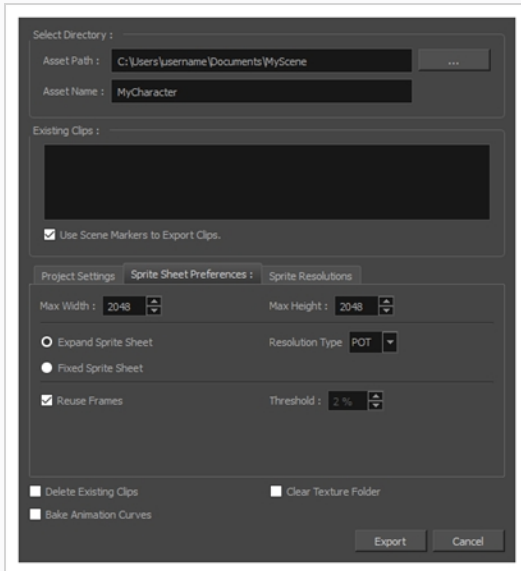 Select Directory :
Asset Path : C:\Users\username\Documents\MyScene ...
Asset Name : MyCharacter
Existing Clips :
Use Scene Markers to Export Clips.
Project Settings Sprite Sheet Preferences : Sprite Resolutions
Max Width : 2048 Max Height : 2048
Expand Sprite Sheet Resolution Type POT
Fixed Sprite Sheet
Reuse Frames Threshold : 2 %
Delete Existing Clips Clear Texture Folder
Bake Animation Curves
Export Cancel